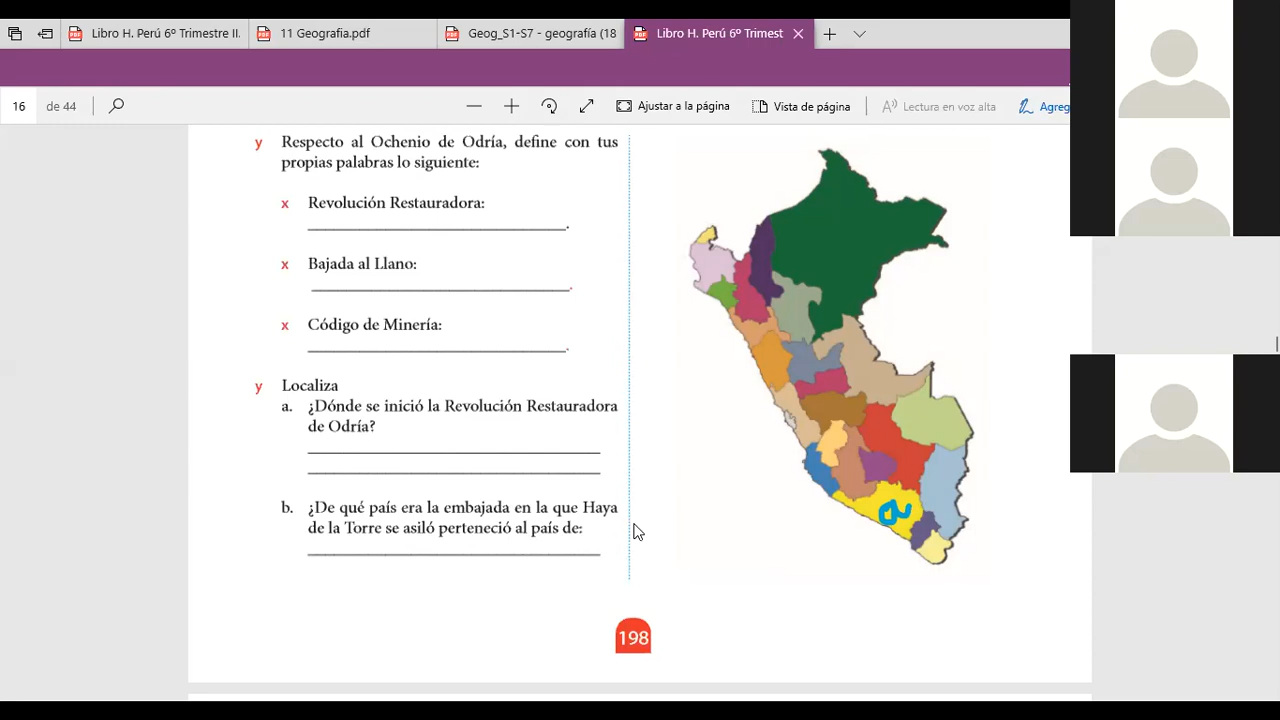 Libro H. Perú 6º Trimestre II.
11 Geografia.pdf
Geog_S1-S7 - geografía (18
Libro H. Perú 6º Trimest
16 de 44
Ajustar a la página
Vista de página
Lectura en voz alta
Agreg
y Respecto al Ochenio de Odría, define con tus
propias palabras lo siguiente:
x Revolución Restauradora:
x Bajada al Llano:
x Código de Minería:
y Localiza
a. ¿Dónde se inició la Revolución Restauradora
de Odría?
b. ¿De qué país era la embajada en la que Haya
de la Torre se asiló perteneció al país de:
a
198